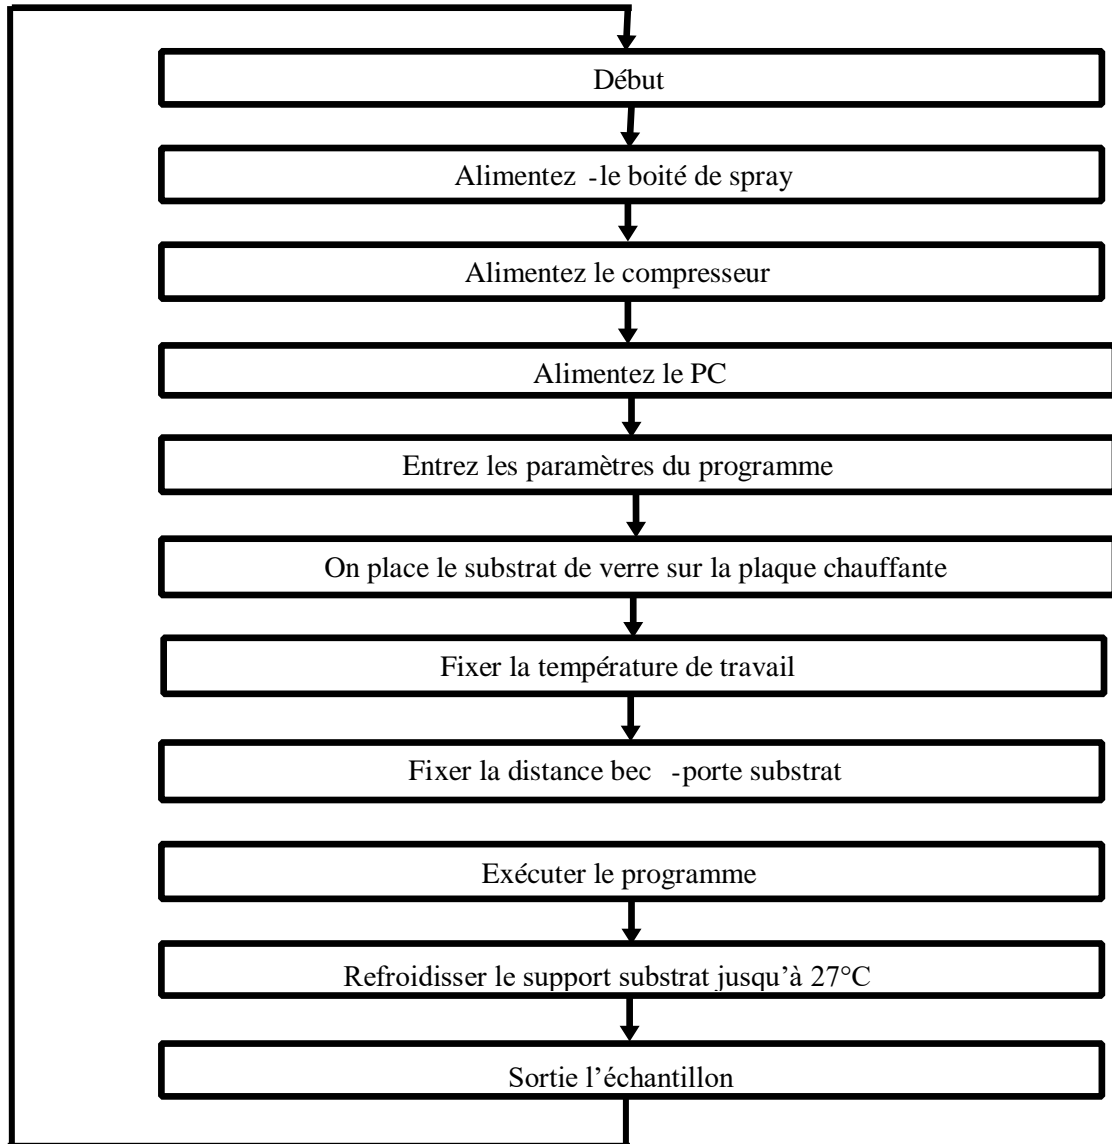 Début
Alimentez -le boité de spray
Alimentez le compresseur
Alimentez le PC
Entrez les paramètres du programme
On place le substrat de verre sur la plaque chauffante
Fixer la température de travail
Fixer la distance bec -porte substrat
Exécuter le programme
Refroidisser le support substrat jusqu’à 27°C
Sortie l’échantillon